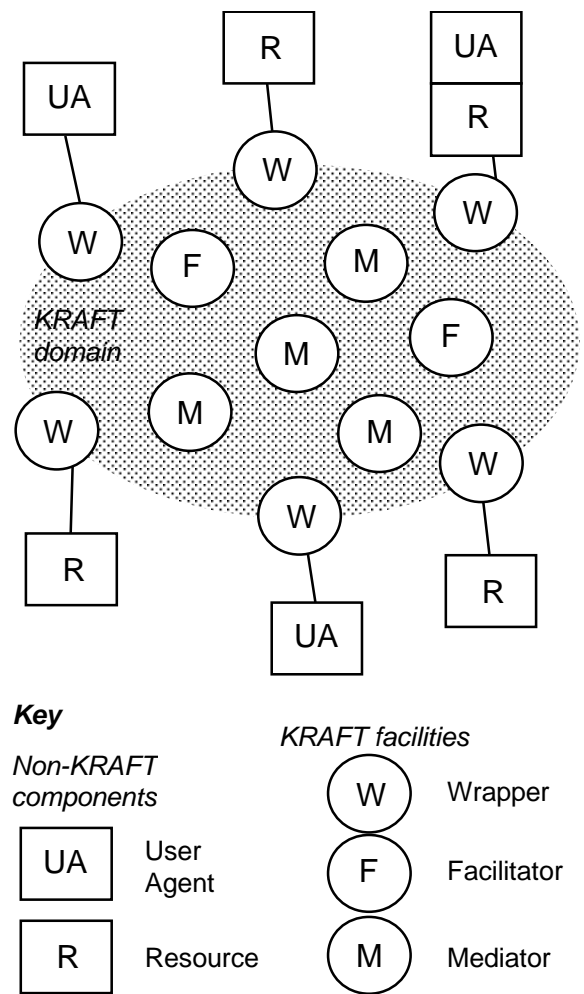 R
UA
R
UA
W
W
W
F
M
KRAFT
domain
M
F
W
M
M
W
W
R
R
UA
Key
KRAFT facilities
Non-KRAFT
components
W
Wrapper
UA
User
Agent
F
Facilitator
R
Resource
M
Mediator